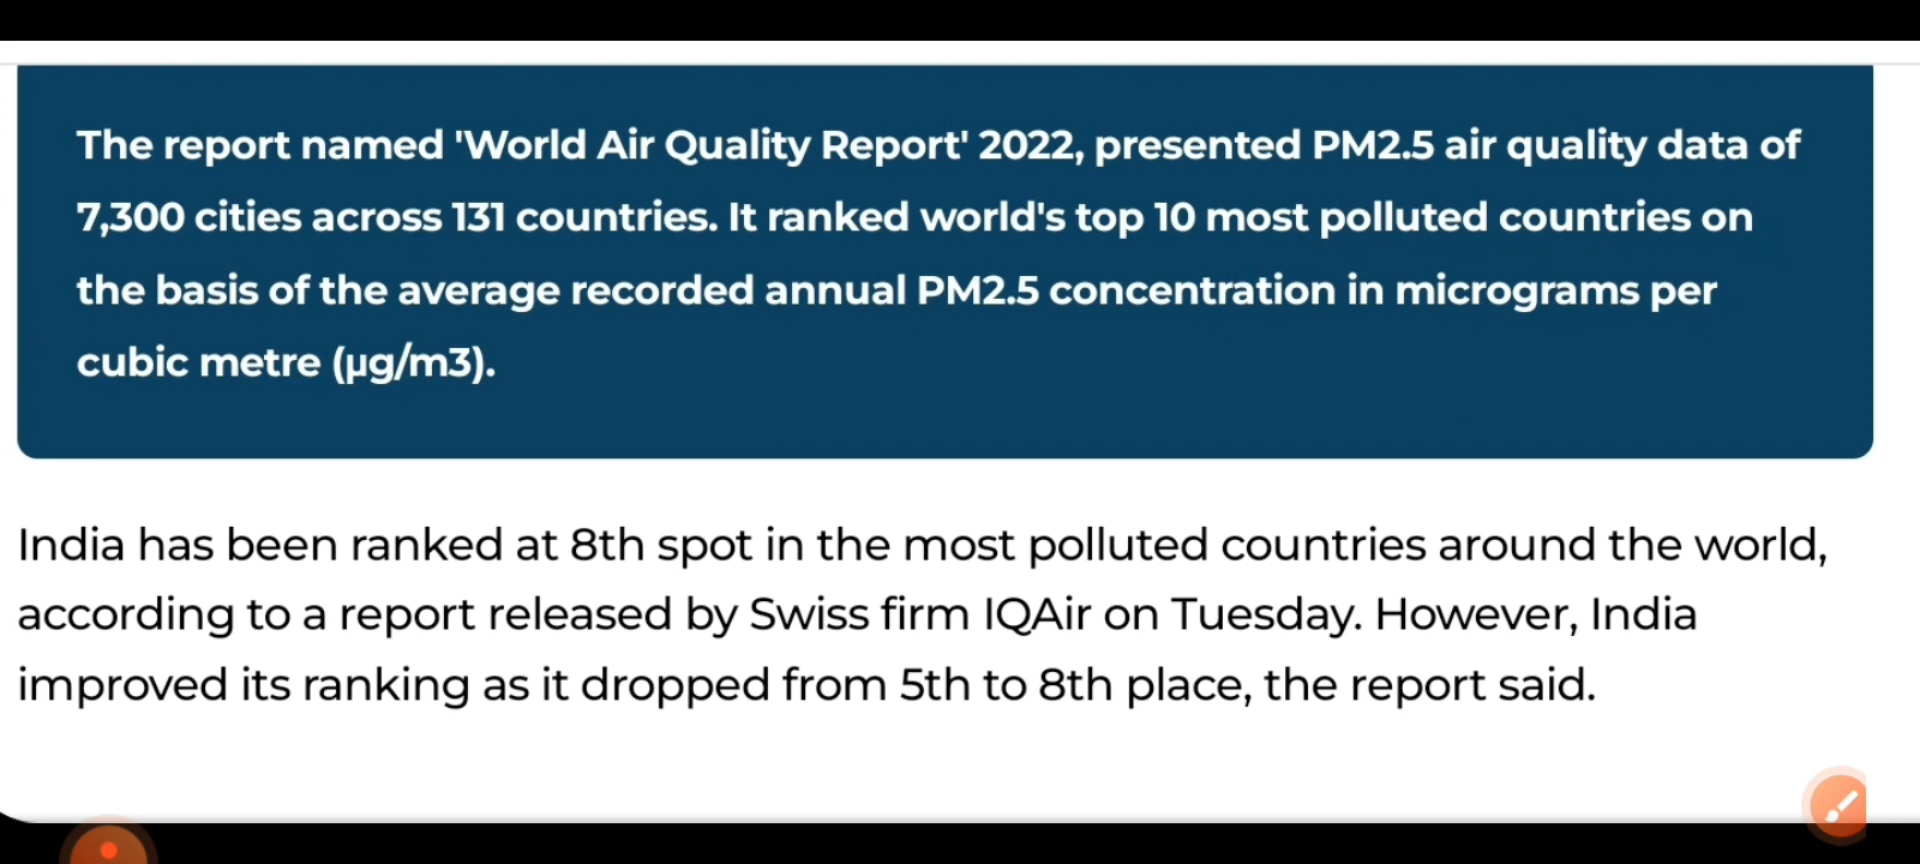 The report named 'World Air Quality Report' 2022, presented PM2.5 air quality data of
7,300 cities across 131 countries. It ranked world's top 10 most polluted countries on
the basis of the average recorded annual PM2.5 concentration in micrograms per
cubic metre (µg/m3).
India has been ranked at 8th spot in the most polluted countries around the world,
according to a report released by Swiss firm IQAir on Tuesday. However, India
improved its ranking as it dropped from 5th to 8th place, the report said.